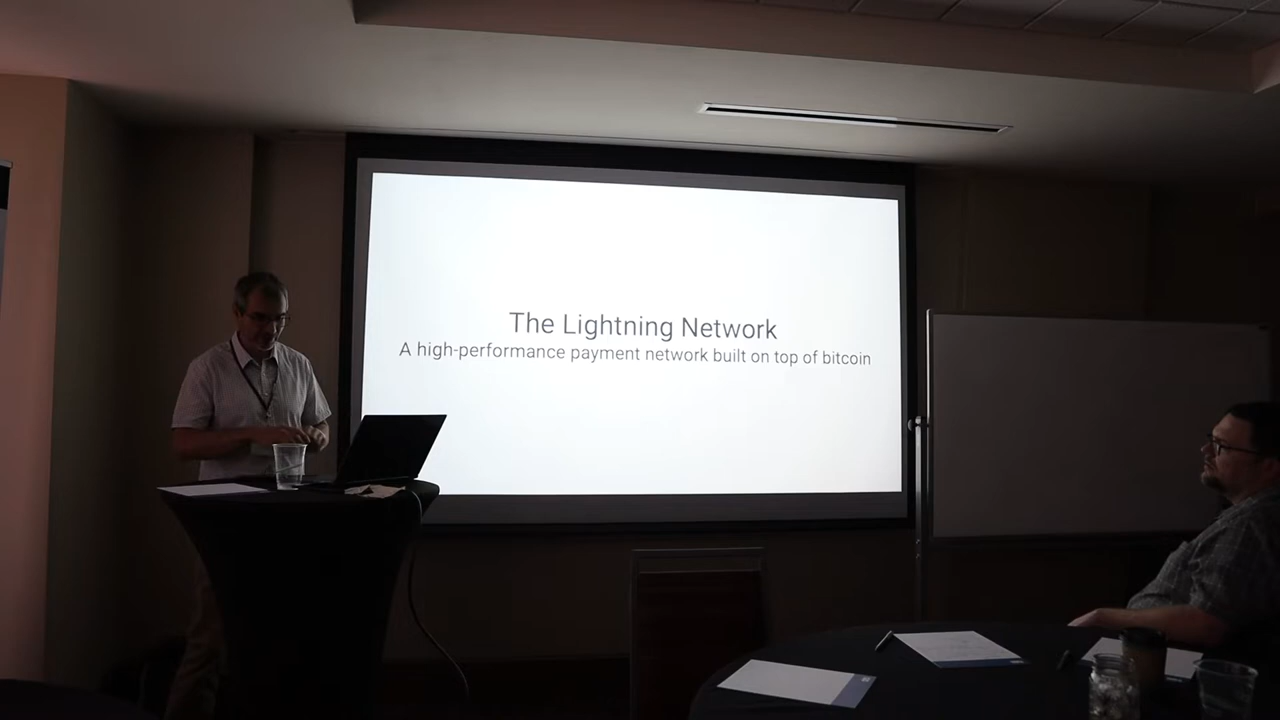 The Lightning Network
A high-performance payment network built on top of bitcoin